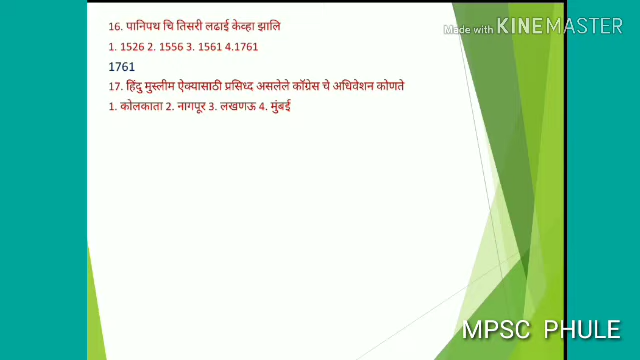 16. पानिपथ चि तिसरी लढाई केव्हा झालि
Made with KINEMASTER
1. 1526 2. 1556 3. 1561 4.1761
1761
17. हिंदु मुस्लीम ऐक्यासाठी प्रसिध्द असलेले कॉग्रेस चे अधिवेशन कोणते
1. कोलकाता 2. नागपूर 3. लखणऊ 4. मुंबई
MPSC PHULE